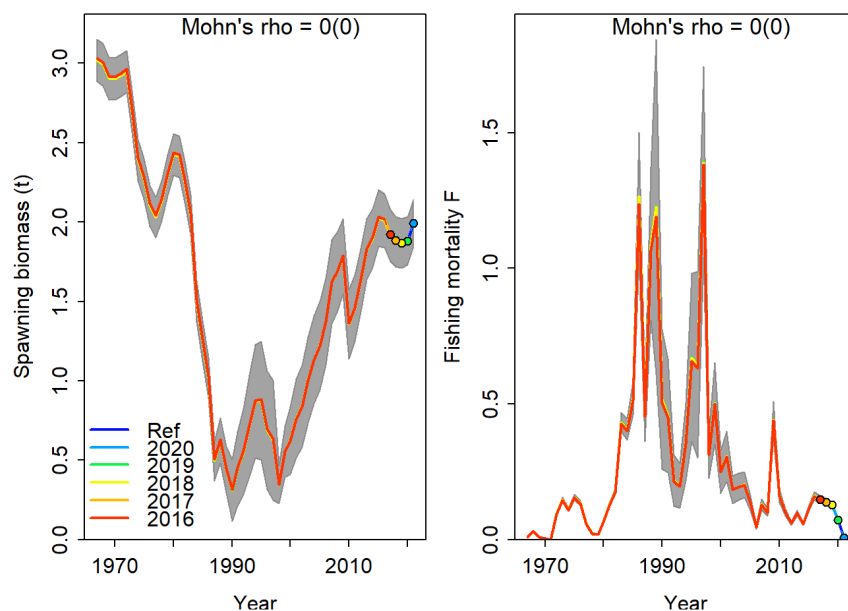 Mohn's rho = 0(0)
Spawning biomass (t)
3.0
2.5
2.0
1.5
1.0
0.5
0.0
Ref
2020
2019
2018
2017
2016
1970 1990 2010
Year
Mohn's rho = 0(0)
Fishing mortality F
1.5
1.0
0.5
0.0
1970 1990 2010
Year